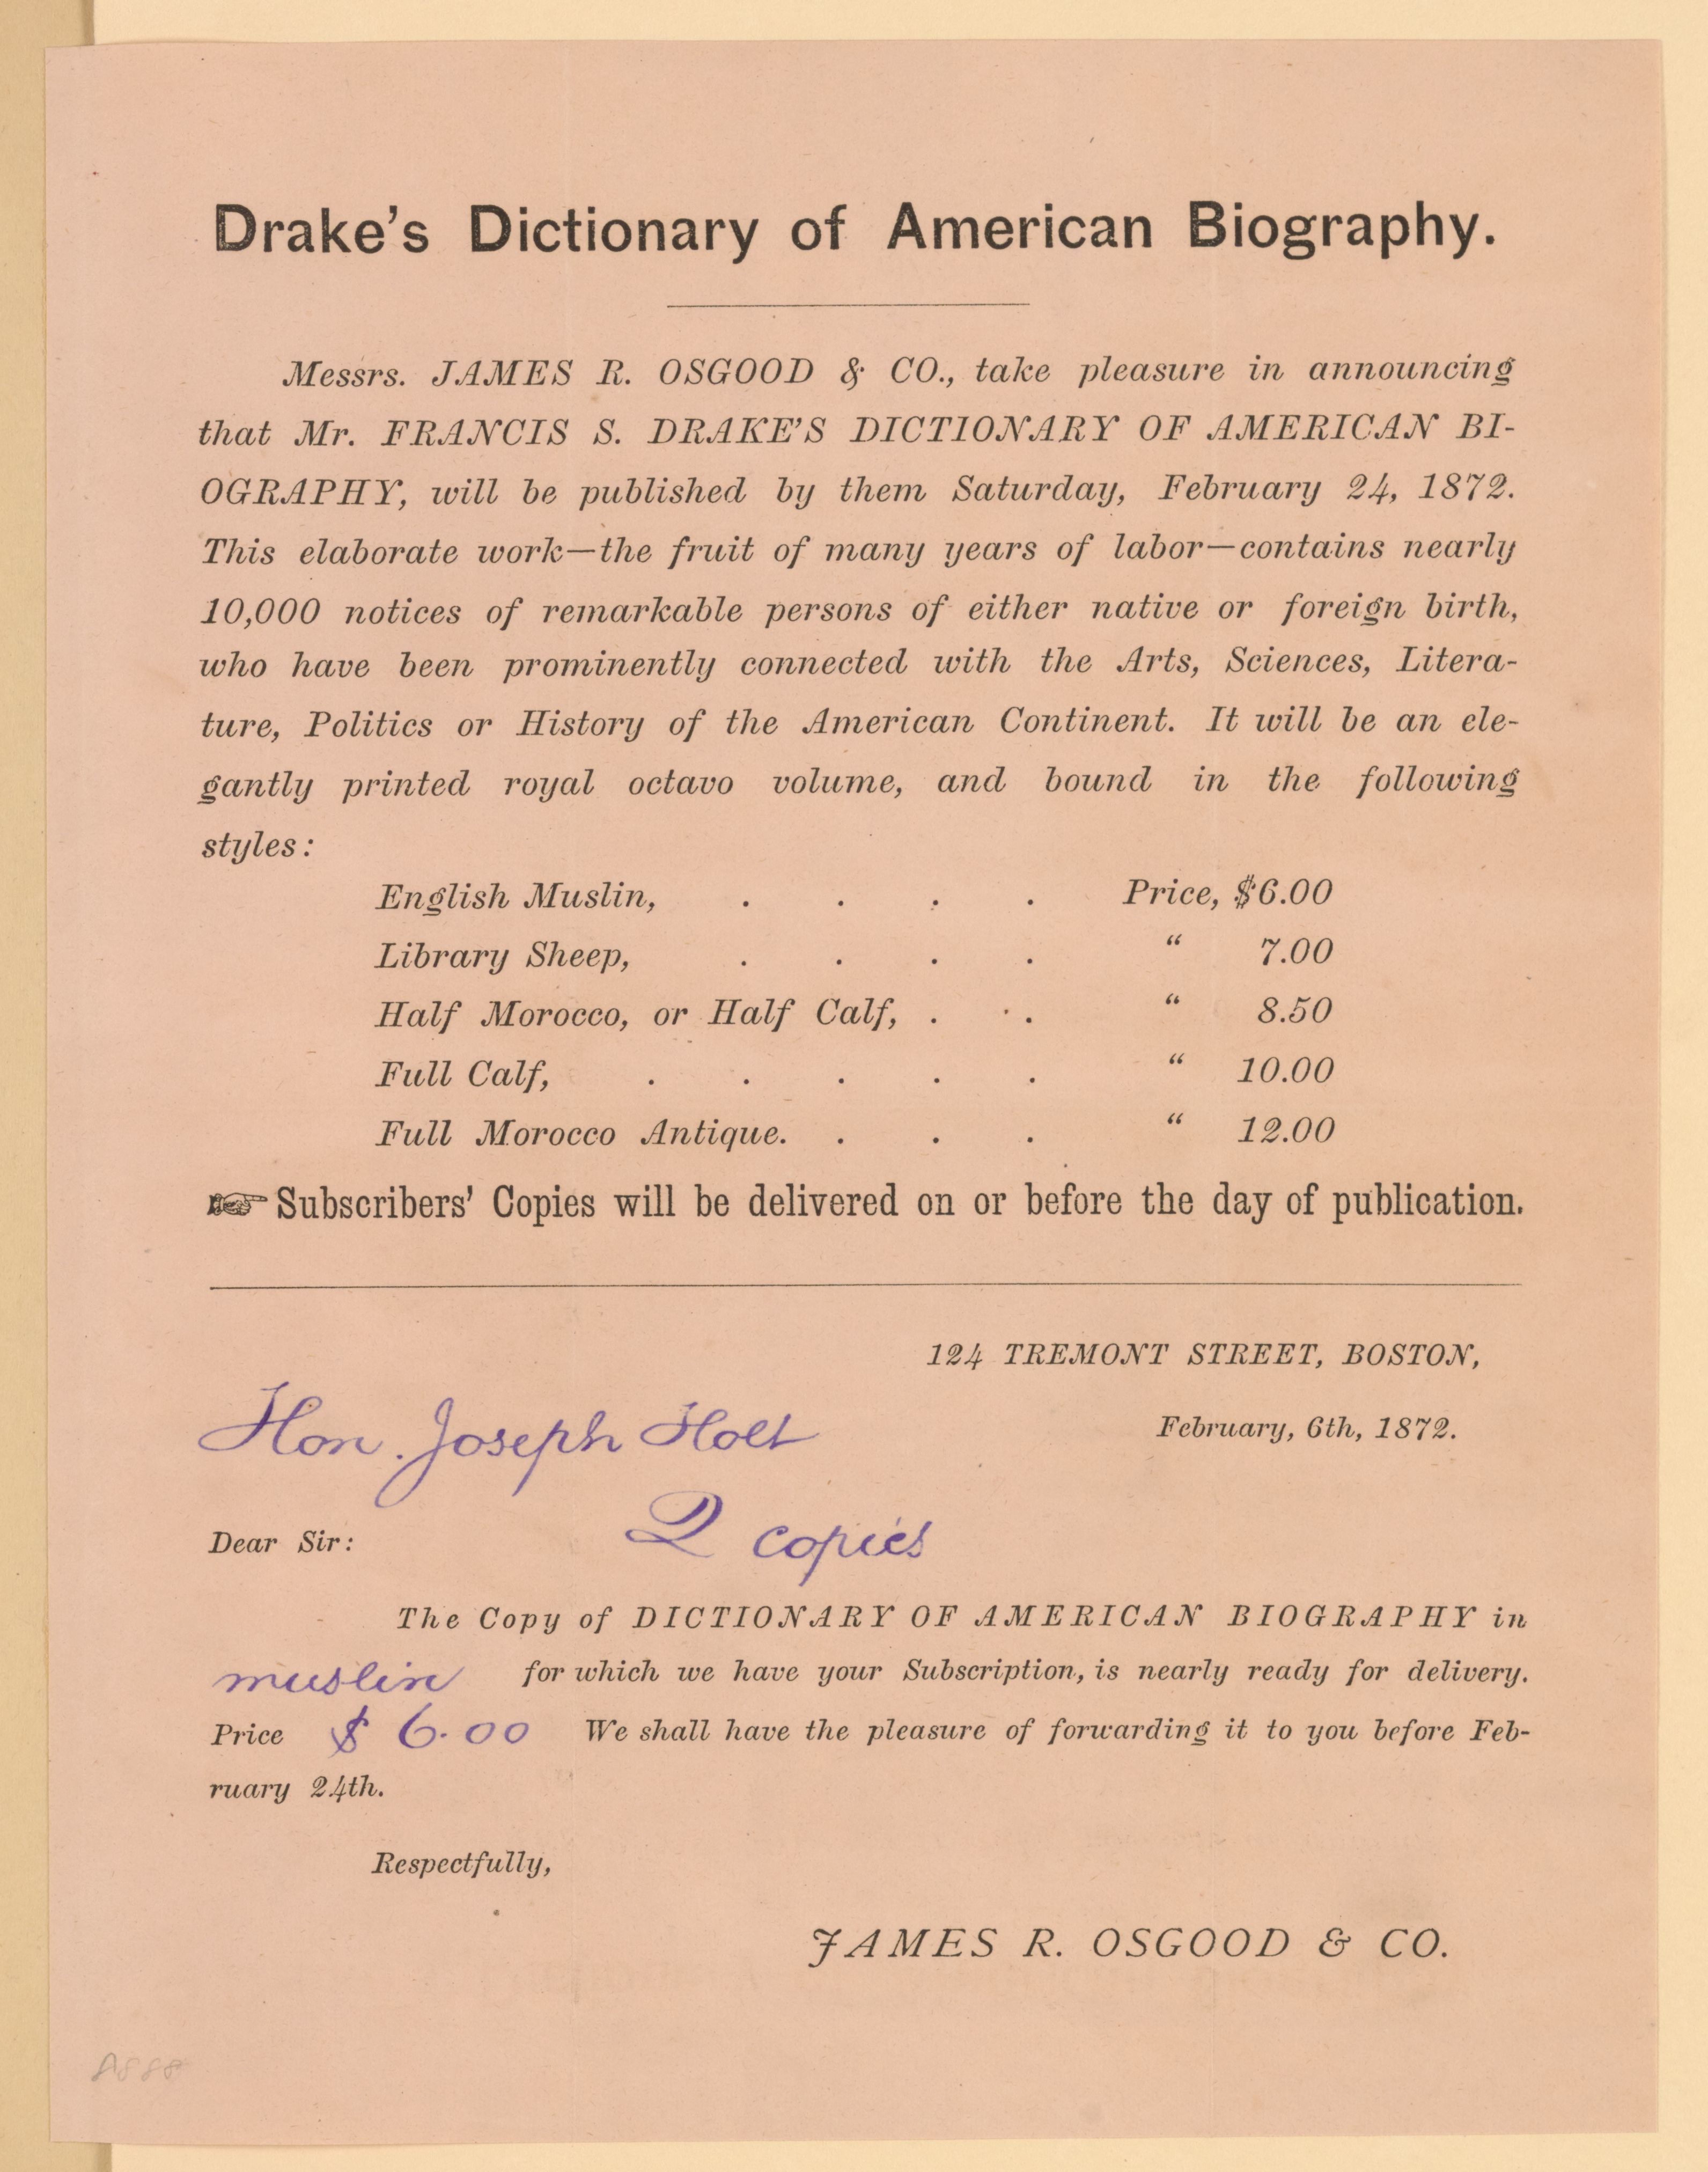 Drake's Dictionary of American Biography.
Messrs. JAMES R. OSGOOD & CO., take pleasure in announcing
that Mr. FRANCIS S. DRAKE'S DICTIONARY OF AMERICAN BI-
OGRAPHY, will be published by them Saturday, February 24, 1872.
This elaborate work—the fruit of many years of labor—contains nearly
10,000 notices of remarkable persons of either native or foreign birth,
who have been prominently connected with the Arts, Sciences, Litera-
ture, Politics or History of the American Continent. It will be an ele-
gantly printed royal octavo volume, and bound in the following
styles:
English Muslin, . . . . Price, $6.00
Library Sheep, . . . . “ 7.00
Half Morocco, or Half Calf, . . “ 8.50
Full Calf, . . . . . “ 10.00
Full Morocco Antique. . . . “ 12.00
☞ Subscribers' Copies will be delivered on or before the day of publication.
124 TREMONT STREET, BOSTON,
February, 6th, 1872.
Hon. Joseph Holt
2 copies
Dear Sir:
The Copy of DICTIONARY OF AMERICAN BIOGRAPHY in
muslin for which we have your Subscription, is nearly ready for delivery.
Price $ 6.00 We shall have the pleasure of forwarding it to you before Feb-
ruary 24th.
Respectfully,
JAMES R. OSGOOD & CO.